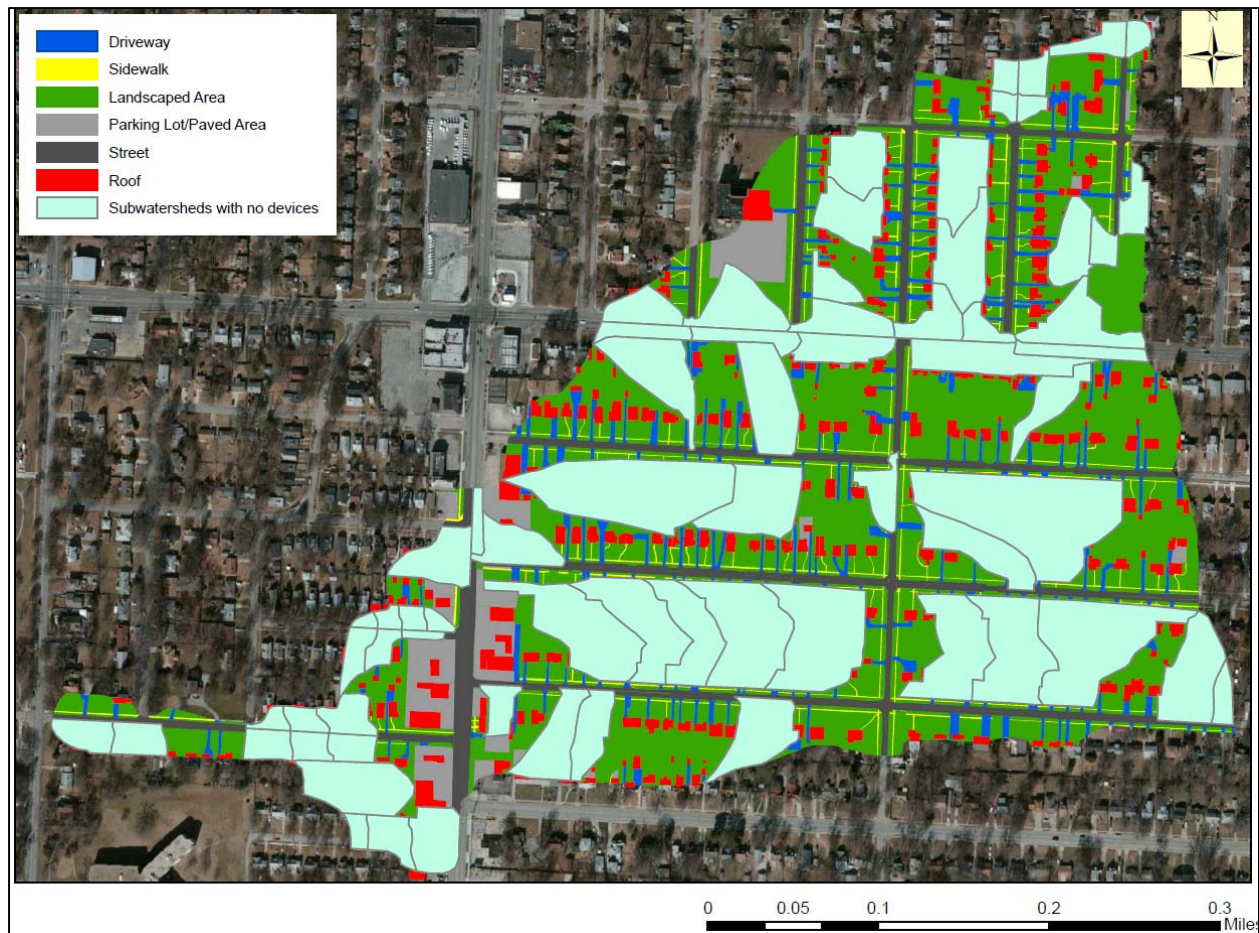 Driveway
Sidewalk
Landscaped Area
Parking Lot/Paved Area
Street
Roof
Subwatersheds with no devices
N
0 0.05 0.1 0.2 0.3
Miles